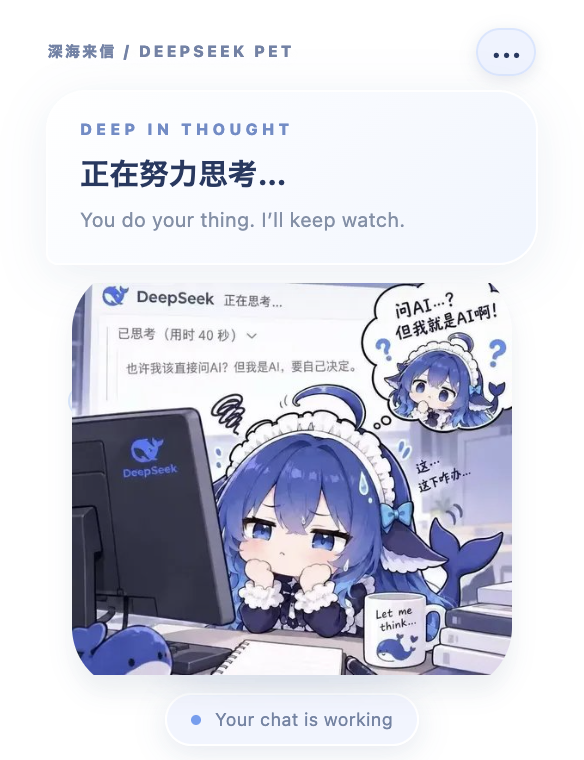 深海来信 / DEEPSEEK PET
...
DEEP IN THOUGHT
正在努力思考...
You do your thing. I’ll keep watch.
DeepSeek 正在思考...
已思考（用时 40 秒）
也许我该直接问AI？但我是AI，要自己决定。
问AI...?
但我就是AI啊!
? ?
DeepSeek
这...
这下咋办...
Let me
think...
Your chat is working